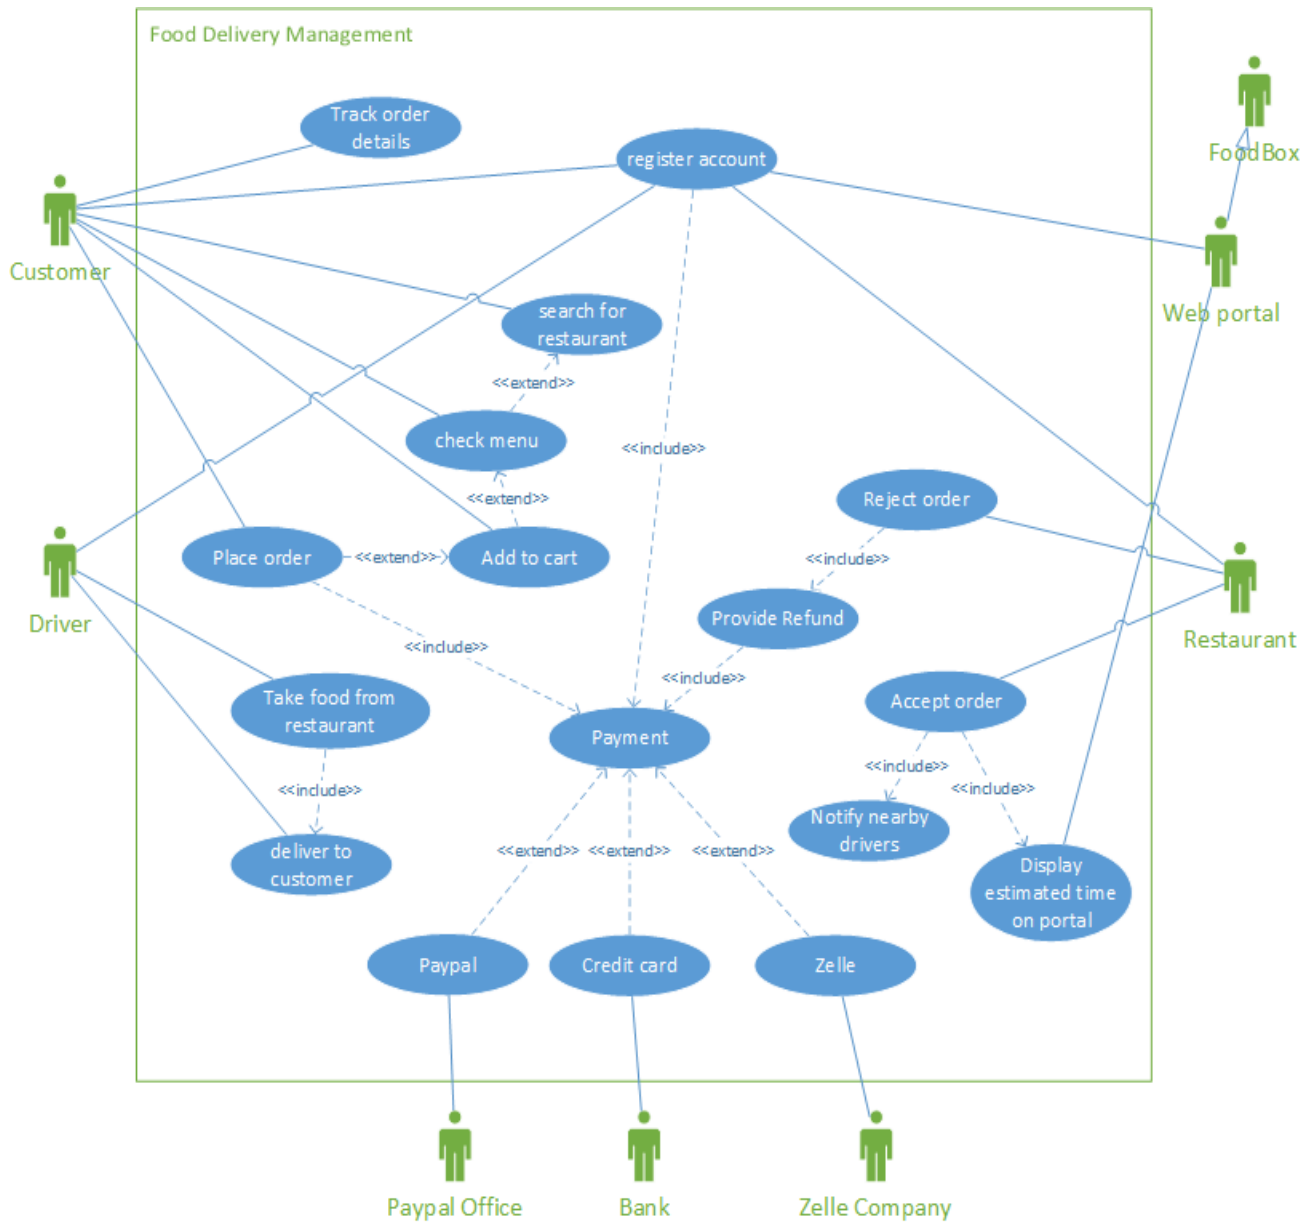 Food Delivery Management
Track order
details
register account
FoodBox
Customer
Web portal
search for
restaurant
<<extend>>
check menu
<<include>>
<<extend>>
Reject order
Place order
<<extend>>
Add to cart
<<include>>
Driver
Provide Refund
Restaurant
<<include>>
<<include>>
Take food from
restaurant
Accept order
Payment
<<include>>
<<include>>
<<include>>
Notify nearby
drivers
deliver to
customer
<<extend>>
<<extend>>
<<extend>>
Display
estimated time
on portal
Paypal
Credit card
Zelle
Paypal Office
Bank
Zelle Company